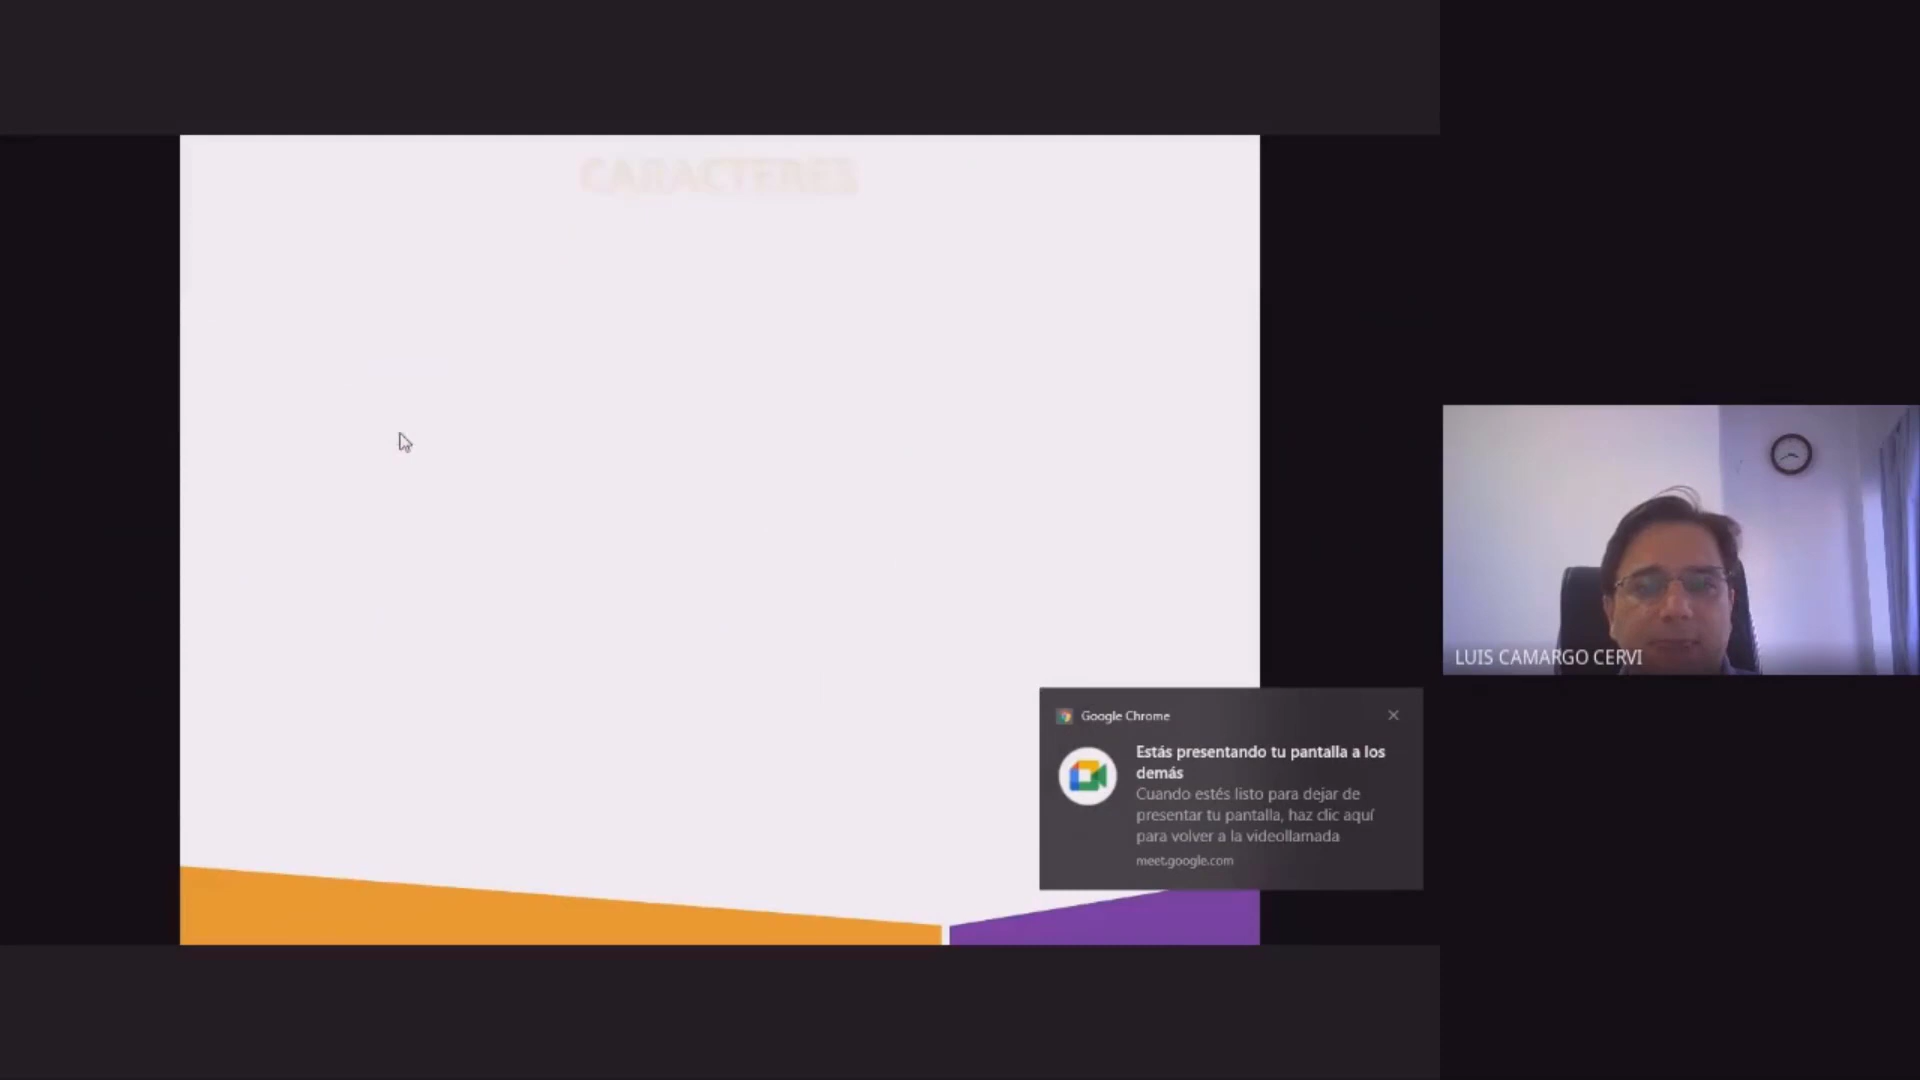 CARACTERES
LUIS CAMARGO CERVI
Google Chrome
Estás presentando tu pantalla a los
demás
Cuando estés listo para dejar de
presentar tu pantalla, haz clic aquí
para volver a la videollamada
meet.google.com